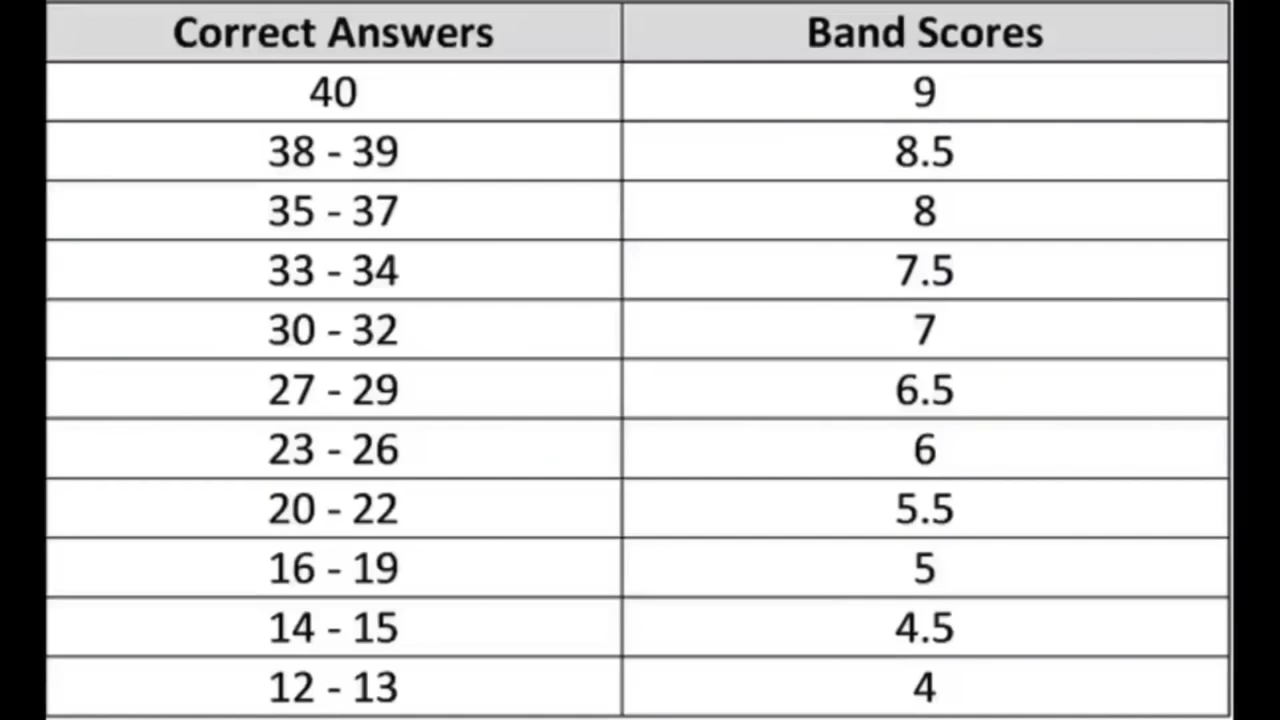 Correct Answers Band Scores
40 9
38 - 39 8.5
35 - 37 8
33 - 34 7.5
30 - 32 7
27 - 29 6.5
23 - 26 6
20 - 22 5.5
16 - 19 5
14 - 15 4.5
12 - 13 4